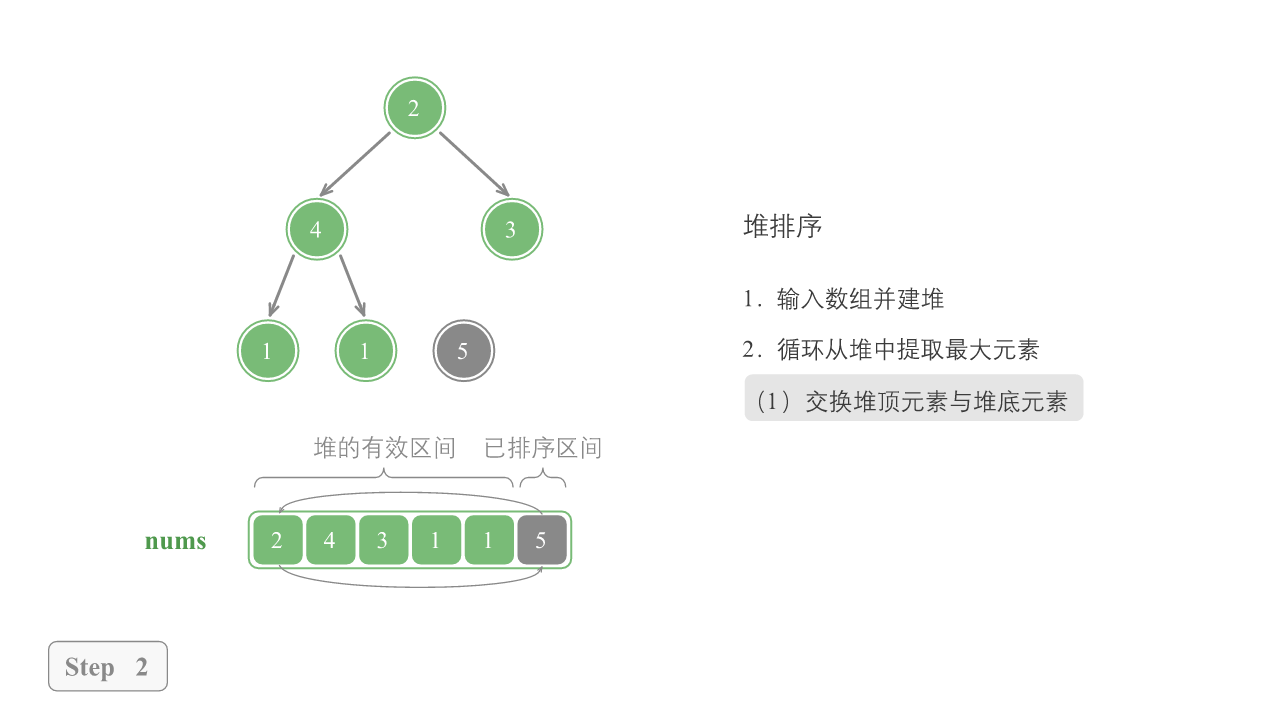 2
4 3
1 1 5
堆的有效区间 已排序区间
nums 2 4 3 1 1 5
Step 2
堆排序
1. 输入数组并建堆
2. 循环从堆中提取最大元素
（1）交换堆顶元素与堆底元素